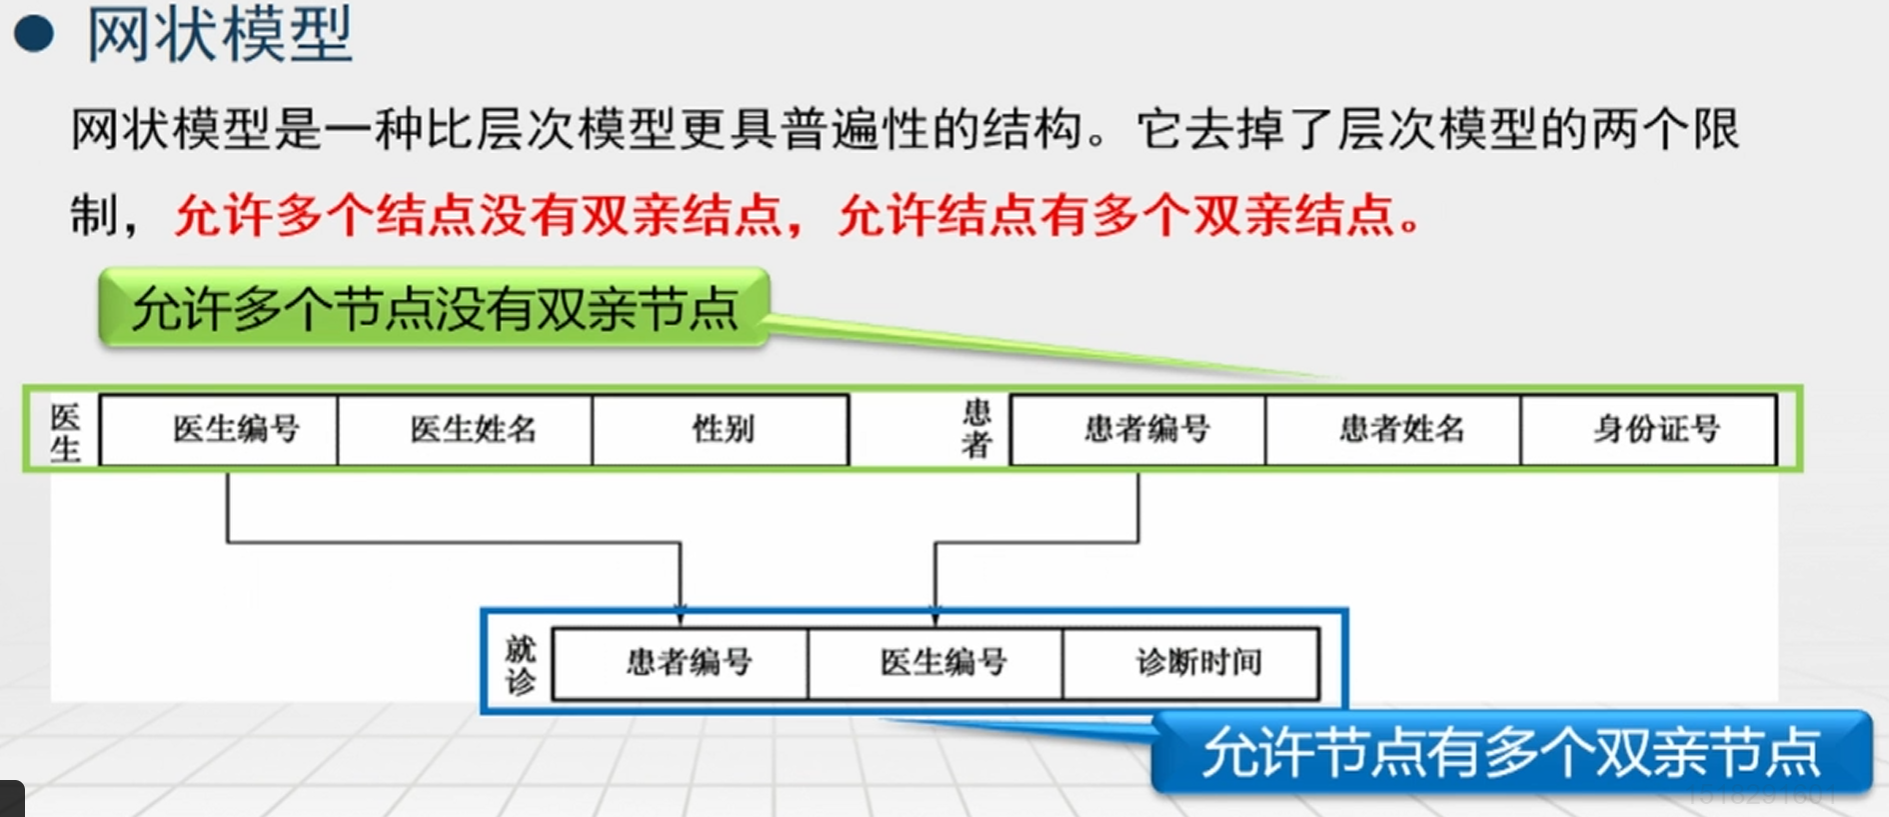 网状模型
网状模型是一种比层次模型更具普遍性的结构。它去掉了层次模型的两个限
制，允许多个结点没有双亲结点，允许结点有多个双亲结点。
允许多个节点没有双亲节点
医生 医生编号 医生姓名 性别 患者 患者编号 患者姓名 身份证号
就诊 患者编号 医生编号 诊断时间
允许节点有多个双亲节点